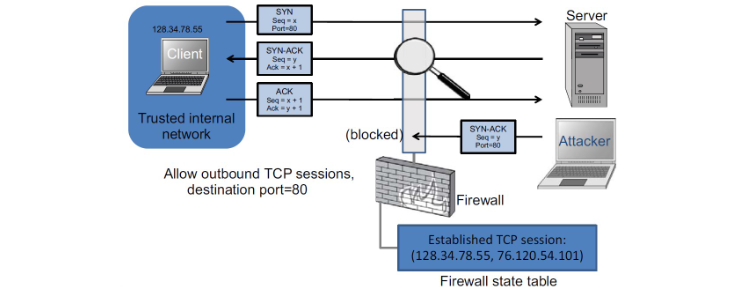 SYN
Seq = x
Port=80
Server
128.34.78.55
Client
SYN-ACK
Seq = y
Ack = x + 1
ACK
Seq = x + 1
Ack = y + 1
Trusted internal
network
(blocked)
SYN-ACK
Seq = y
Port=80
Attacker
Allow outbound TCP sessions,
destination port=80
Firewall
Established TCP session:
(128.34.78.55, 76.120.54.101)
Firewall state table